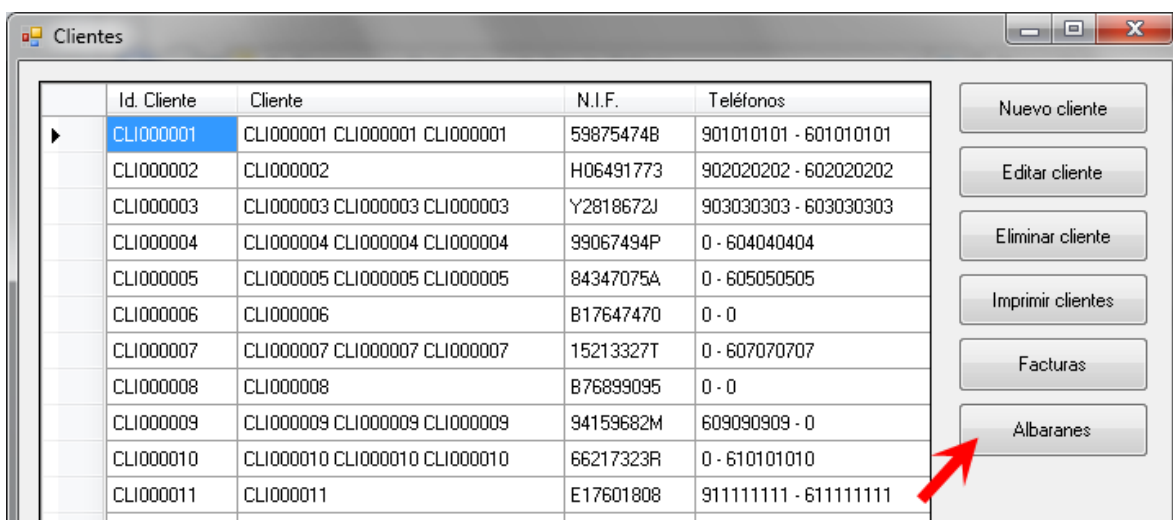 Clientes
Id. Cliente Cliente N.I.F. Teléfonos
CLI000001 CLI000001 CLI000001 CLI000001 59875474B 901010101 - 601010101
CLI000002 CLI000002 H06491773 902020202 - 602020202
CLI000003 CLI000003 CLI000003 CLI000003 Y2818672J 903030303 - 603030303
CLI000004 CLI000004 CLI000004 CLI000004 99067494P 0 - 604040404
CLI000005 CLI000005 CLI000005 CLI000005 84347075A 0 - 605050505
CLI000006 CLI000006 B17647470 0 - 0
CLI000007 CLI000007 CLI000007 CLI000007 15213327T 0 - 607070707
CLI000008 CLI000008 B76899095 0 - 0
CLI000009 CLI000009 CLI000009 CLI000009 94159682M 609090909 - 0
CLI000010 CLI000010 CLI000010 CLI000010 66217323R 0 - 610101010
CLI000011 CLI000011 E17601808 911111111 - 611111111
Nuevo cliente
Editar cliente
Eliminar cliente
Imprimir clientes
Facturas
Albaranes